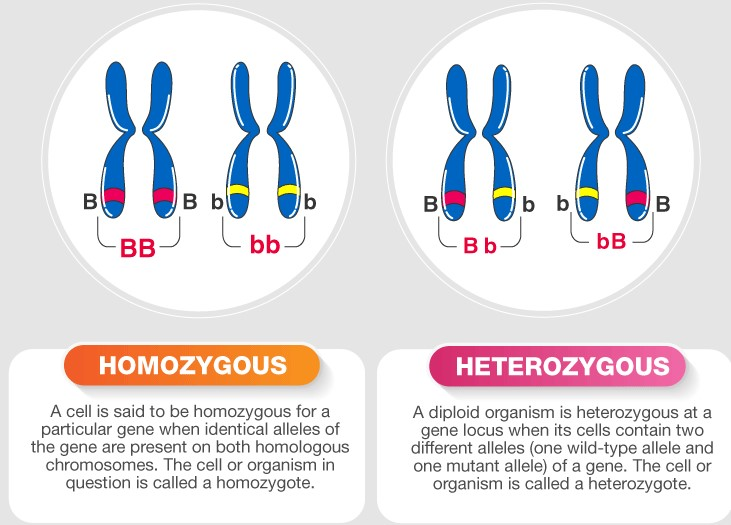 B B b b
BB bb
B b b B
B b bB
HOMOZYGOUS
A cell is said to be homozygous for a
particular gene when identical alleles of
the gene are present on both homologous
chromosomes. The cell or organism in
question is called a homozygote.
HETEROZYGOUS
A diploid organism is heterozygous at a
gene locus when its cells contain two
different alleles (one wild-type allele and
one mutant allele) of a gene. The cell or
organism is called a heterozygote.